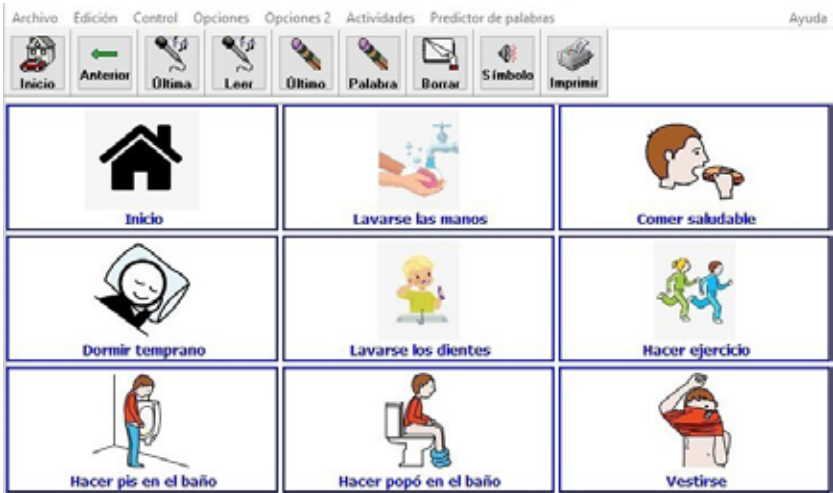 Archivo Edición Control Opciones Opciones 2 Actividades Predictor de palabras Ayuda
Inicio Anterior Última Leer Último Palabra Borrar Símbolo Imprimir
Inicio Lavarse las manos Comer saludable
Dormir temprano Lavarse los dientes Hacer ejercicio
Hacer pis en el baño Hacer popó en el baño Vestirse